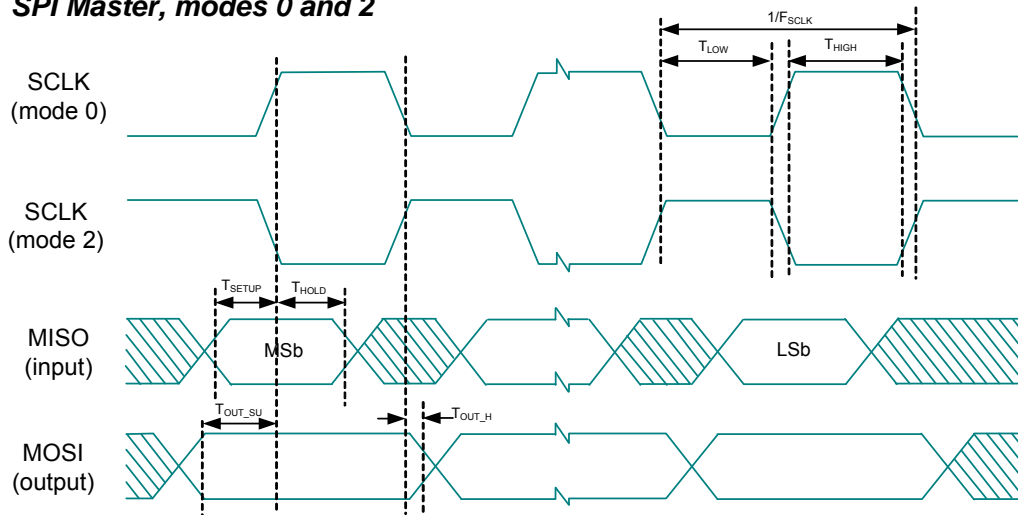 SPI Master, modes 0 and 2
1/FSCLK
TLOW
THIGH
SCLK
(mode 0)
SCLK
(mode 2)
TSETUP
THOLD
MISO
(input)
MSb
LSb
TOUT_SU
TOUT_H
MOSI
(output)